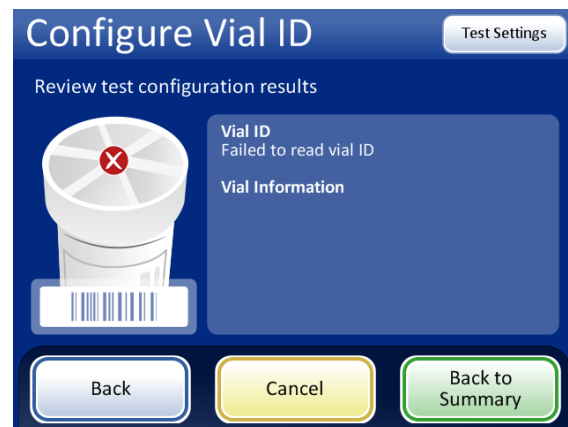 Configure Vial ID
Test Settings
Review test configuration results
Vial ID
Failed to read vial ID
Vial Information
Back
Cancel
Back to
Summary